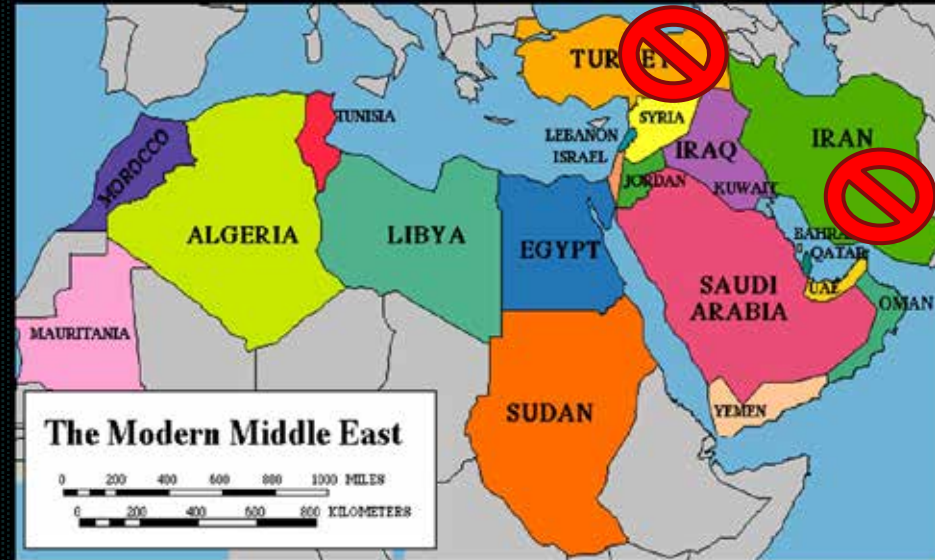 TURKEY
TUNISIA
SYRIA
LEBANON
ISRAEL
IRAQ
IRAN
MOROCCO
JORDAN
KUWAIT
ALGERIA
LIBYA
EGYPT
BAHRA
QATAR
SAUDI
ARABIA
UAE
OMAN
MAURITANIA
SUDAN
YEMEN
The Modern Middle East
0 200 400 600 800 1000 MILES
0 200 400 600 800 KILOMETERS